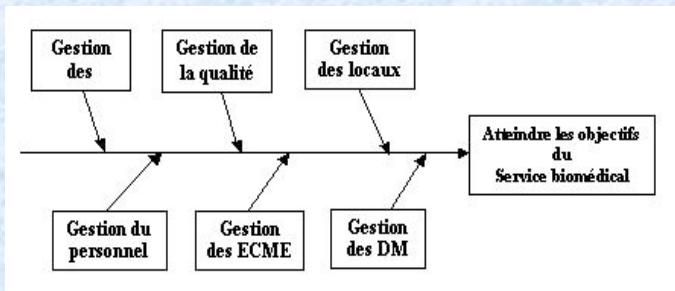 Gestion
des
Gestion de
la qualité
Gestion
des locaux
Atteindre les objectifs
du
Service biomédical
Gestion du
personnel
Gestion
des ECME
Gestion
des DM